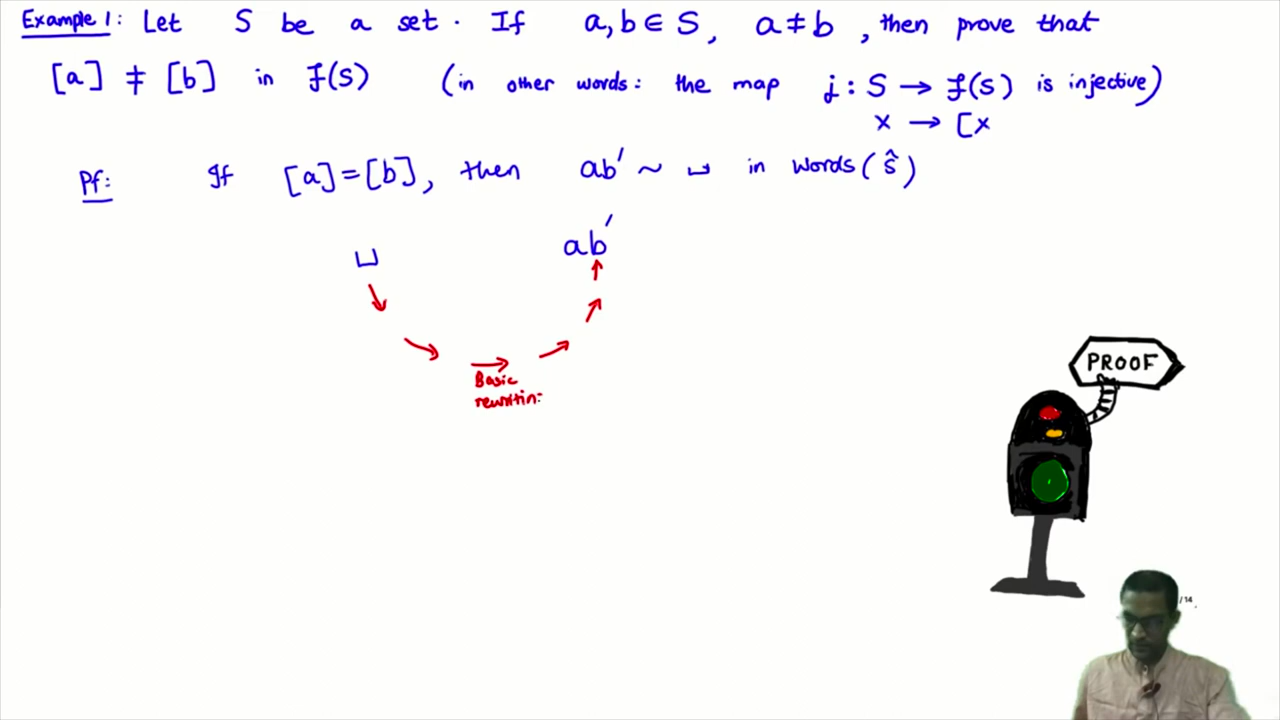 Example 1: Let S be a set. If a, b ∈ S, a ≠ b, then prove that
[a] ≠ [b] in F(S) (in other words: the map j : S → F(S) is injective)
x → [x
Pf: If [a]=[b], then ab' ~ ⊔ in words(Ŝ)
⊔ ab'
Basic
rewritin
PROOF
/ 14